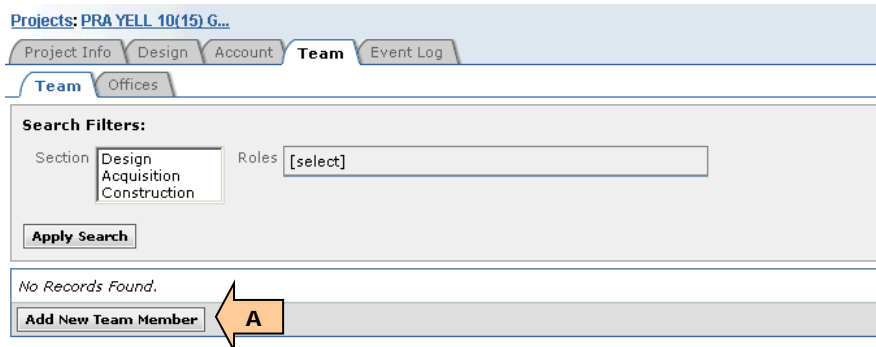 Projects: PRA YELL 10(15) G...
Project Info Design Account Team Event Log
Team Offices
Search Filters:
Section Design Roles [select]
Acquisition
Construction
Apply Search
No Records Found.
Add New Team Member A